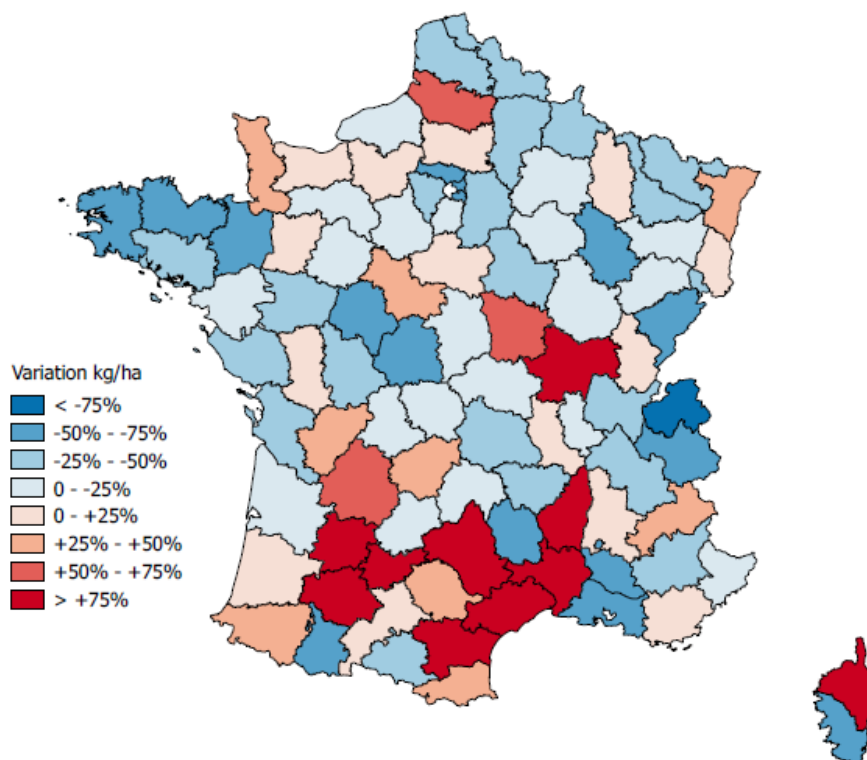 Variation kg/ha
< -75%
-50% - -75%
-25% - -50%
0 - -25%
0 - +25%
+25% - +50%
+50% - +75%
> +75%